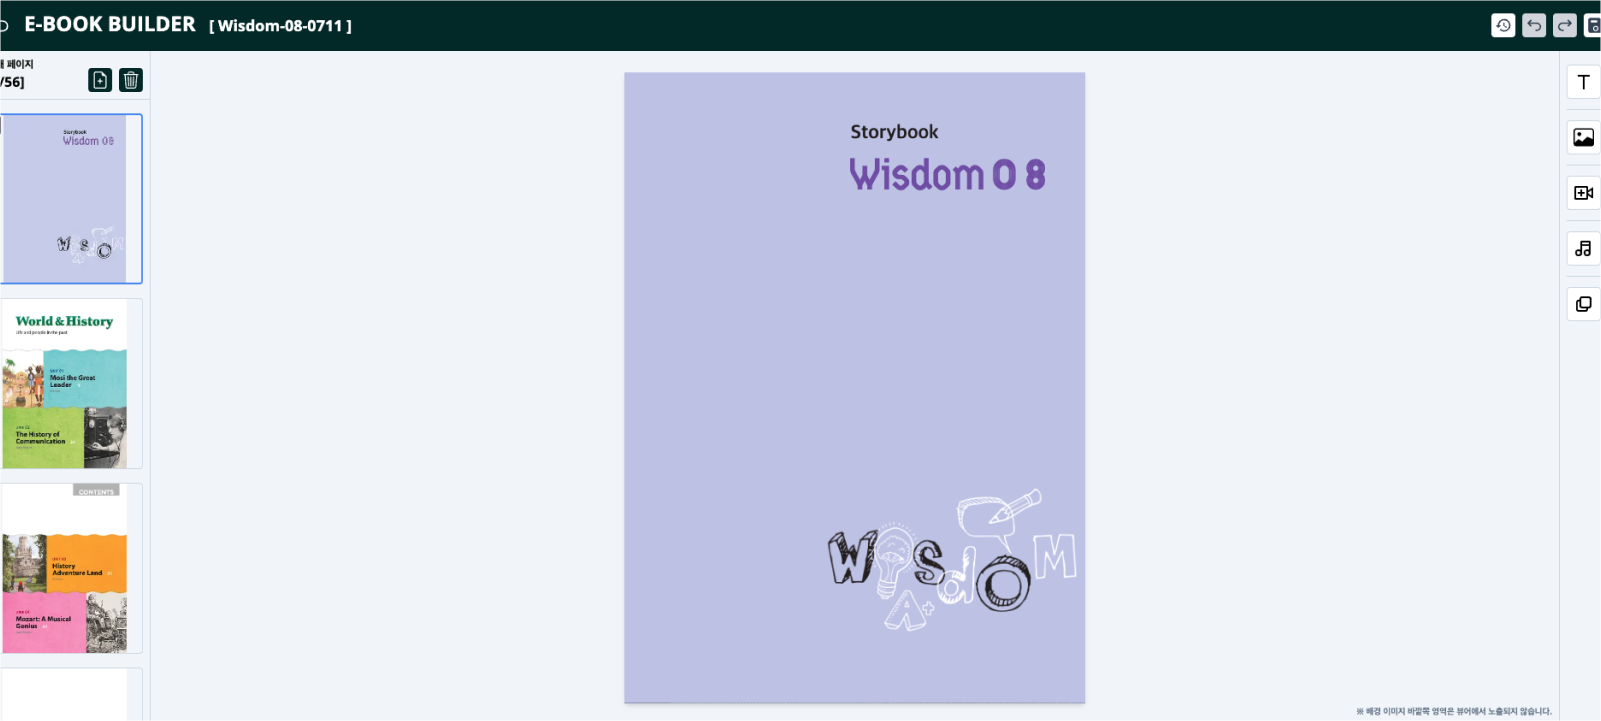 E-BOOK BUILDER [ Wisdom-08-0711 ]
페이지
/56]
Storybook
Wisdom 08
WISdOM
World & History
Life and people in the past
Mosi the Great
Leader
The History of
Communication
CONTENTS
History
Adventure Land
Mozart: A Musical
Genius
T
Storybook
Wisdom 08
WISdOM
A+
※ 배경 이미지 바깥쪽 영역은 뷰어에서 노출되지 않습니다.